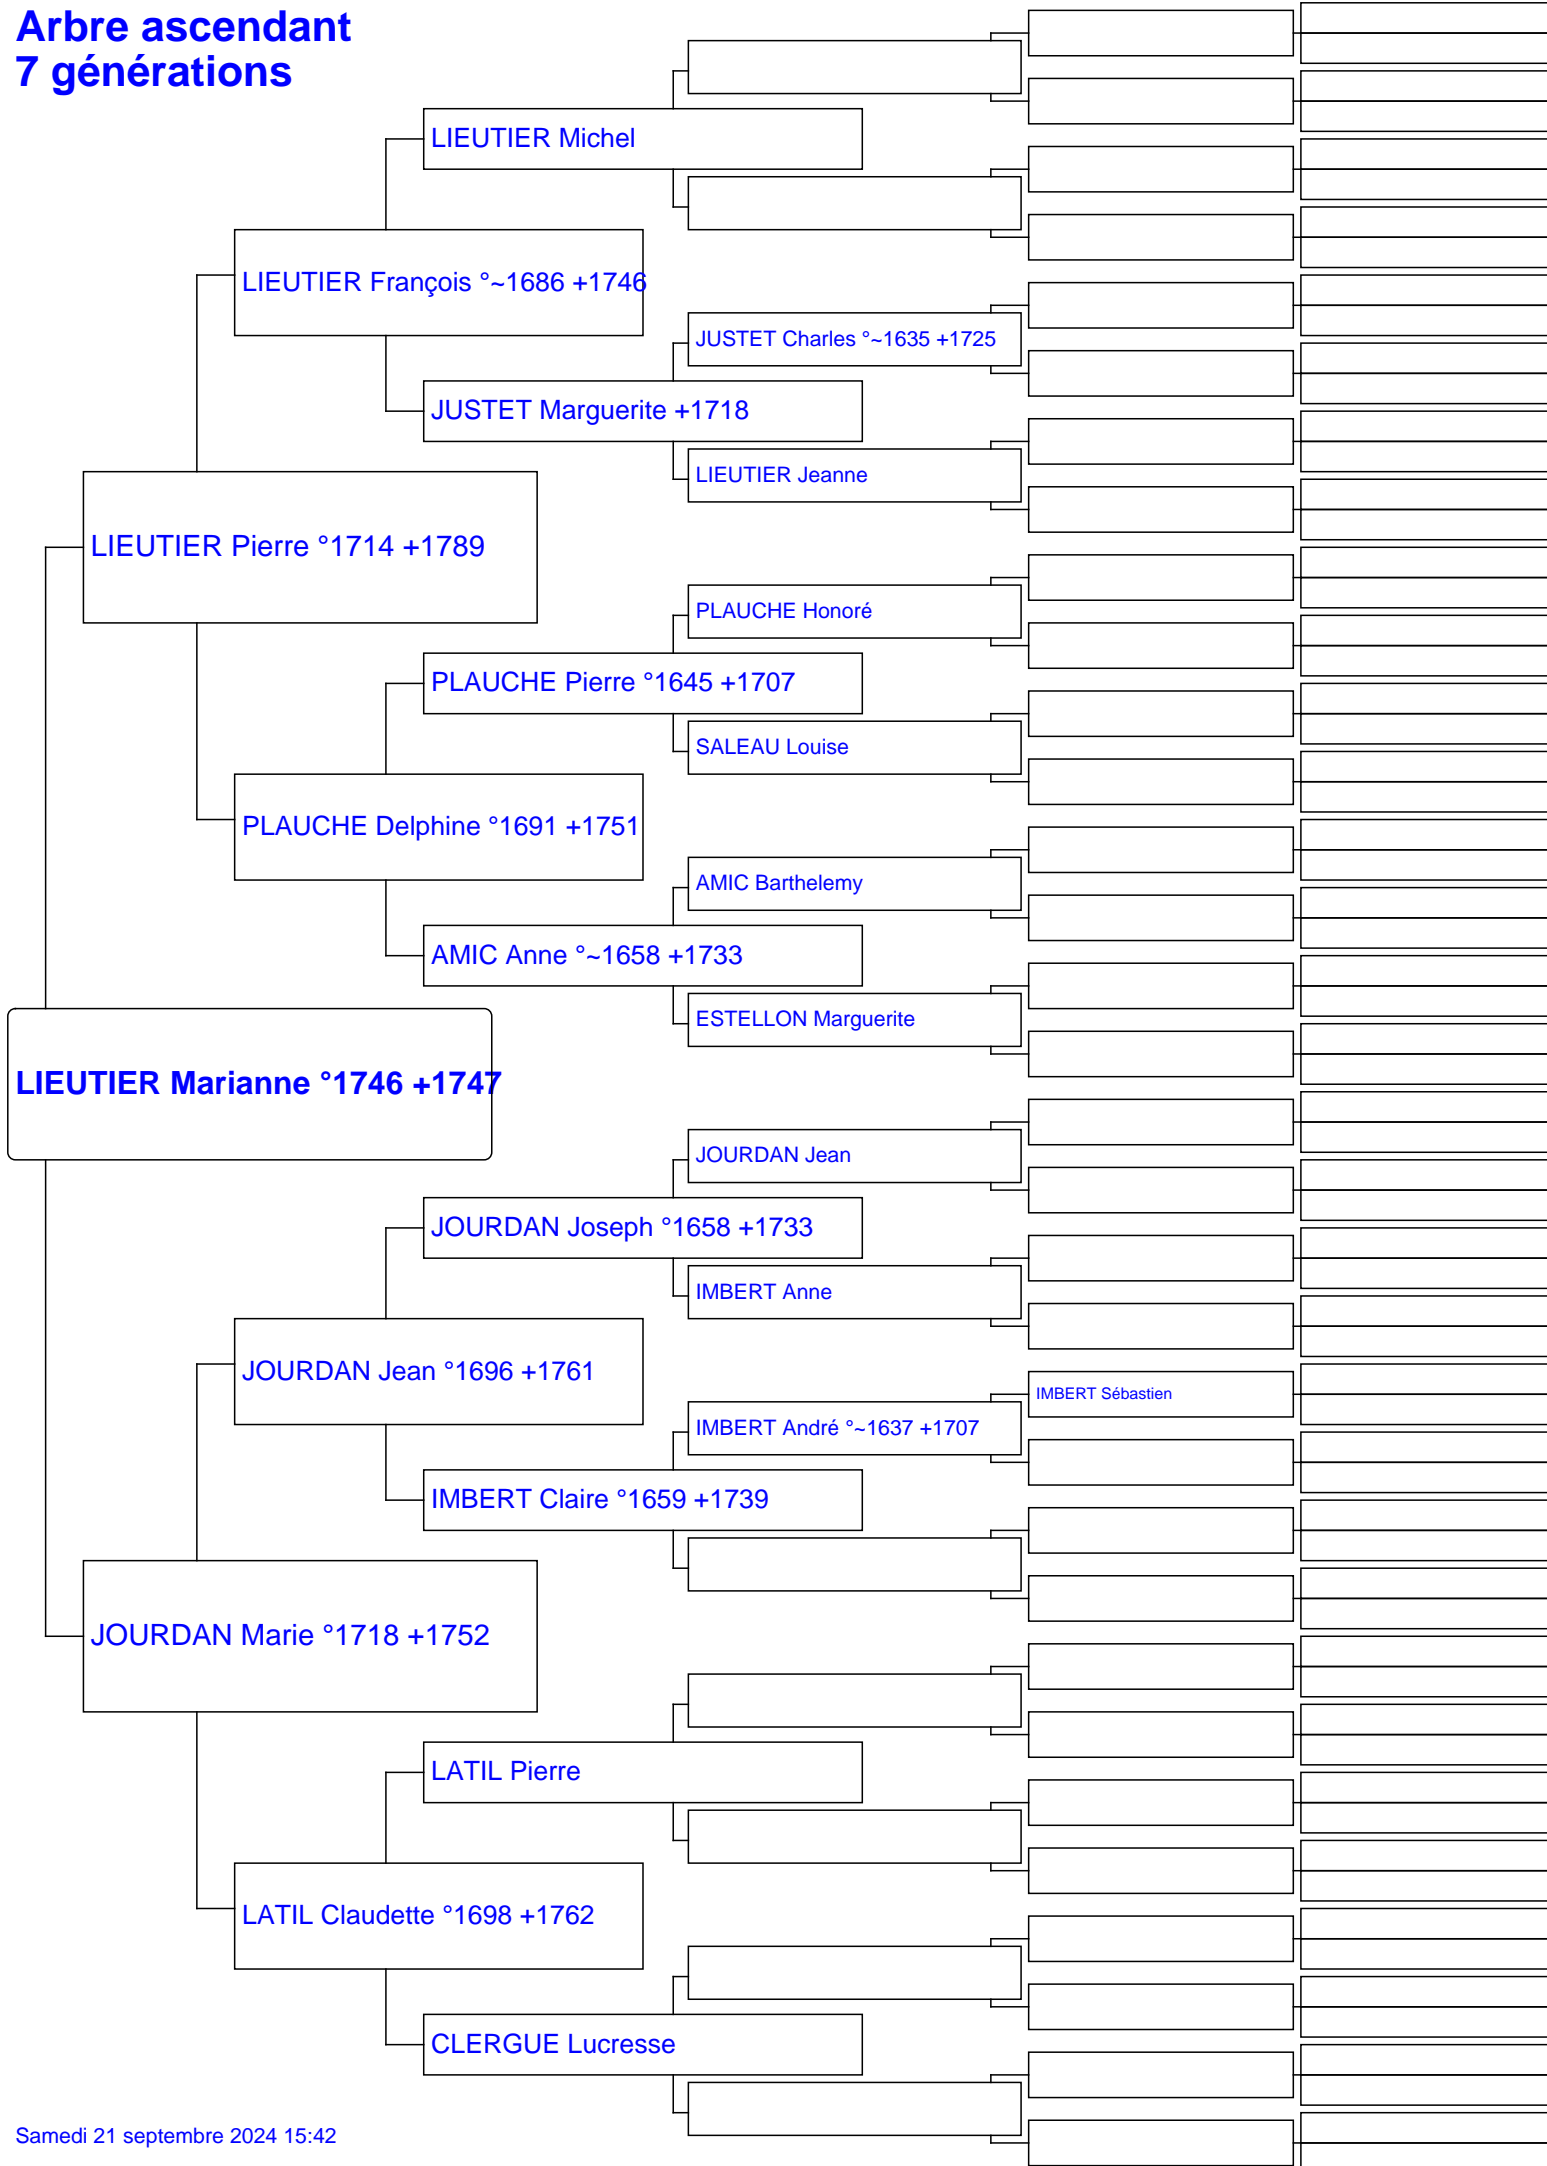 Arbre ascendant
7 générations
LIEUTIER Michel
LIEUTIER François °~1686 +1746
JUSTET Charles °~1635 +1725
JUSTET Marguerite +1718
LIEUTIER Jeanne
LIEUTIER Pierre °1714 +1789
PLAUCHE Honoré
PLAUCHE Pierre °1645 +1707
SALEAU Louise
PLAUCHE Delphine °1691 +1751
AMIC Barthelemy
AMIC Anne °~1658 +1733
ESTELLON Marguerite
LIEUTIER Marianne °1746 +1747
JOURDAN Jean
JOURDAN Joseph °1658 +1733
IMBERT Anne
JOURDAN Jean °1696 +1761
IMBERT Sébastien
IMBERT André °~1637 +1707
IMBERT Claire °1659 +1739
JOURDAN Marie °1718 +1752
LATIL Pierre
LATIL Claudette °1698 +1762
CLERGUE Lucresse
Samedi 21 septembre 2024 15:42